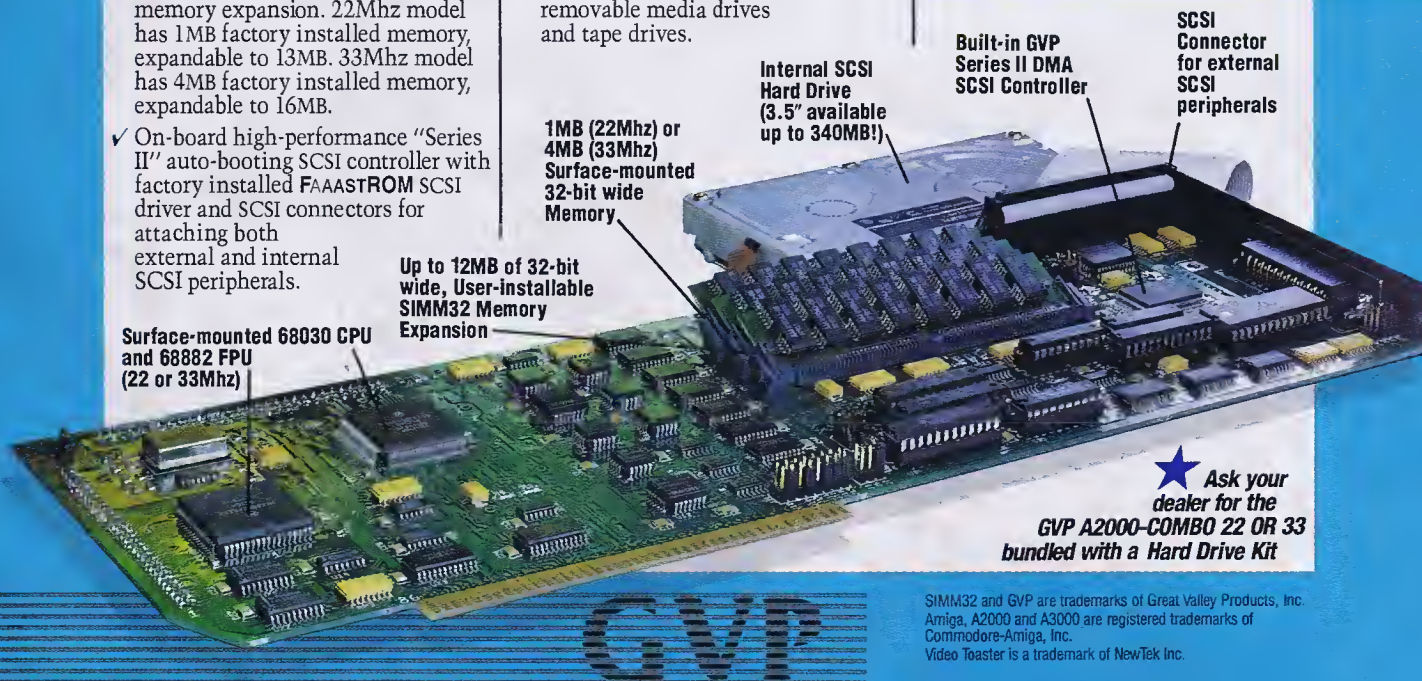 memory expansion. 22Mhz model
has 1MB factory installed memory,
expandable to 13MB. 33Mhz model
has 4MB factory installed memory,
expandable to 16MB.
✓ On-board high-performance "Series
II" auto-booting SCSI controller with
factory installed FAAASTROM SCSI
driver and SCSI connectors for
attaching both
external and internal
SCSI peripherals.
removable media drives
and tape drives.
Surface-mounted 68030 CPU
and 68882 FPU
(22 or 33Mhz)
Up to 12MB of 32-bit
wide, User-installable
SIMM32 Memory
Expansion
1MB (22Mhz) or
4MB (33Mhz)
Surface-mounted
32-bit wide
Memory
Internal SCSI
Hard Drive
(3.5" available
up to 340MB!)
Built-in GVP
Series II DMA
SCSI Controller
SCSI
Connector
for external
SCSI
peripherals
Ask your
dealer for the
GVP A2000-COMBO 22 OR 33
bundled with a Hard Drive Kit
GVP
SIMM32 and GVP are trademarks of Great Valley Products, Inc.
Amiga, A2000 and A3000 are registered trademarks of
Commodore-Amiga, Inc.
Video Toaster is a trademark of NewTek Inc.